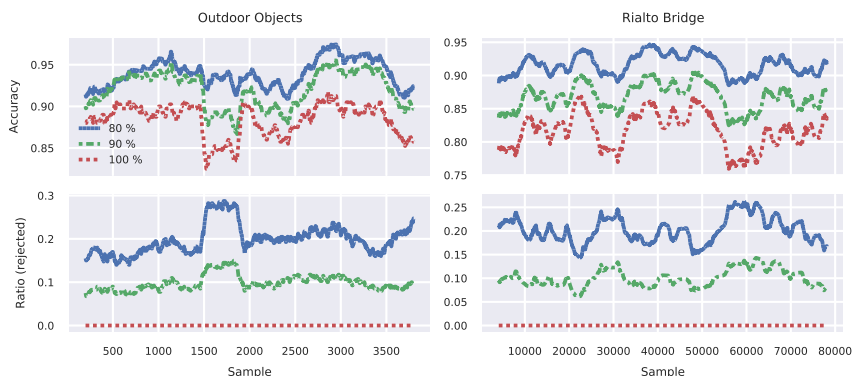 Outdoor Objects
Rialto Bridge
Accuracy
0.95
0.90
0.85
80 %
90 %
100 %
0.95
0.90
0.85
0.80
0.75
Ratio (rejected)
0.3
0.2
0.1
0.0
0.25
0.20
0.15
0.10
0.05
0.00
500 1000 1500 2000 2500 3000 3500
10000 20000 30000 40000 50000 60000 70000 80000
Sample
Sample